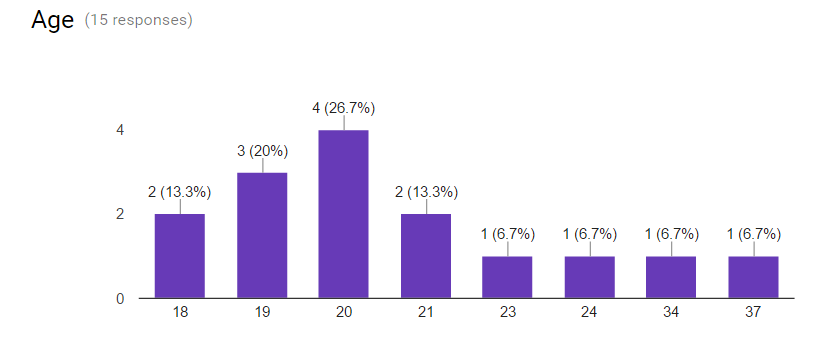 Age (15 responses)
4 (26.7%)
4
3 (20%)
2 (13.3%) 2 (13.3%)
2
1 (6.7%) 1 (6.7%) 1 (6.7%) 1 (6.7%)
0
18 19 20 21 23 24 34 37